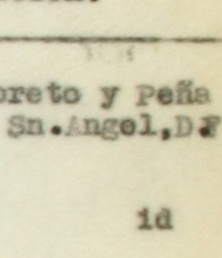 oreto y Peña
Sn.Angel,D.F
id